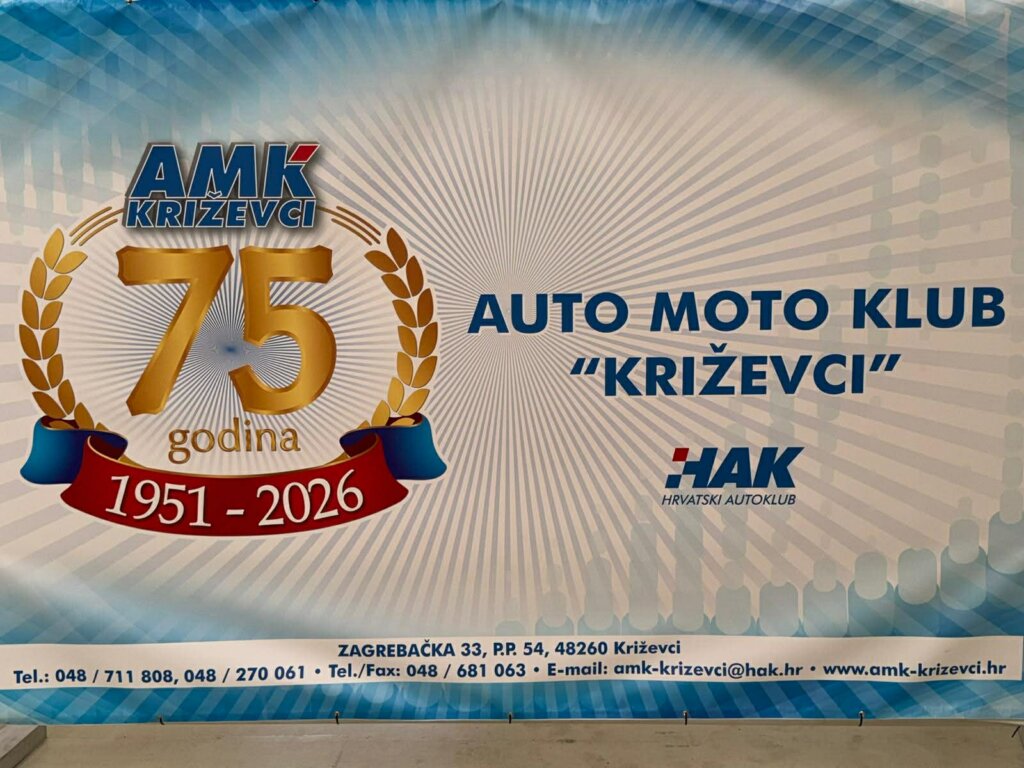 AMK
KRIŽEVCI
75
godina
1951 - 2026
AUTO MOTO KLUB
“KRIŽEVCI”
HAK
HRVATSKI AUTOKLUB
ZAGREBAČKA 33, P.P. 54, 48260 Križevci
Tel.: 048 / 711 808, 048 / 270 061 • Tel./Fax: 048 / 681 063 • E-mail: amk-krizevci@hak.hr • www.amk-krizevci.hr